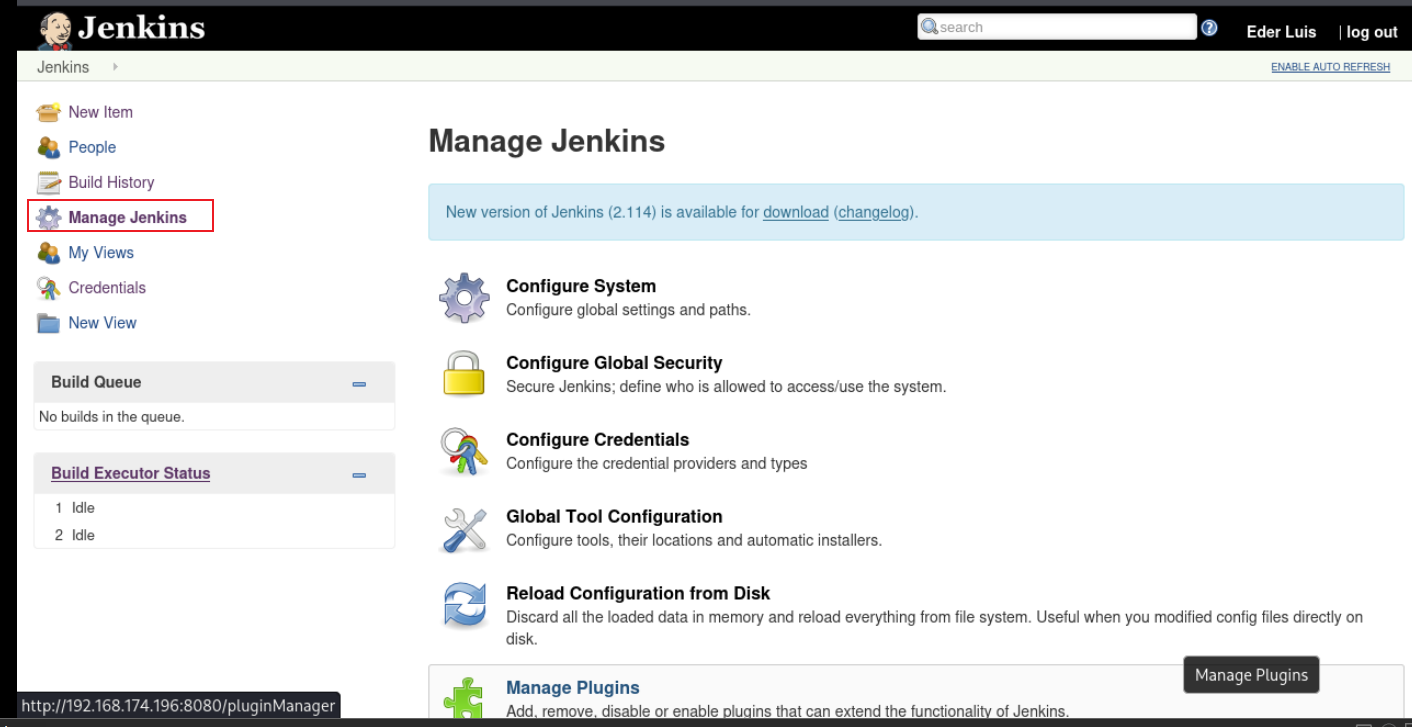 Jenkins
search
Eder Luis | log out
Jenkins
ENABLE AUTO REFRESH
New Item
People
Build History
Manage Jenkins
My Views
Credentials
New View
Build Queue
No builds in the queue.
Build Executor Status
1 Idle
2 Idle
Manage Jenkins
New version of Jenkins (2.114) is available for download (changelog).
Configure System
Configure global settings and paths.
Configure Global Security
Secure Jenkins; define who is allowed to access/use the system.
Configure Credentials
Configure the credential providers and types
Global Tool Configuration
Configure tools, their locations and automatic installers.
Reload Configuration from Disk
Discard all the loaded data in memory and reload everything from file system. Useful when you modified config files directly on
disk.
Manage Plugins
Add, remove, disable or enable plugins that can extend the functionality of Jenkins.
Manage Plugins
http://192.168.174.196:8080/pluginManager